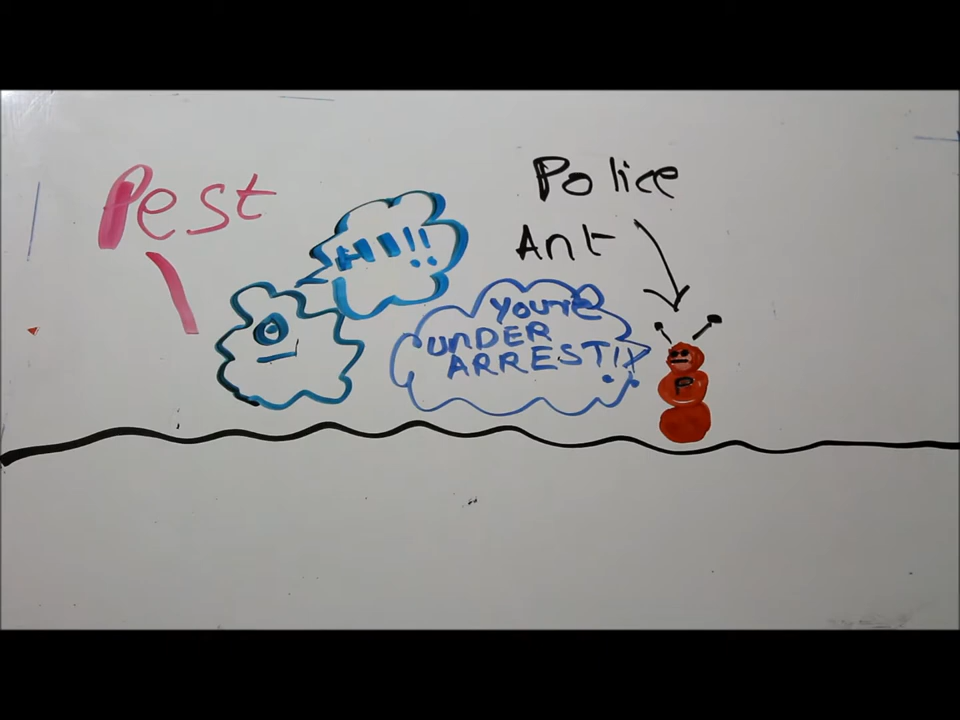 Pest
Police
Ant
HI!!
you're
UNDER
ARREST!!
P